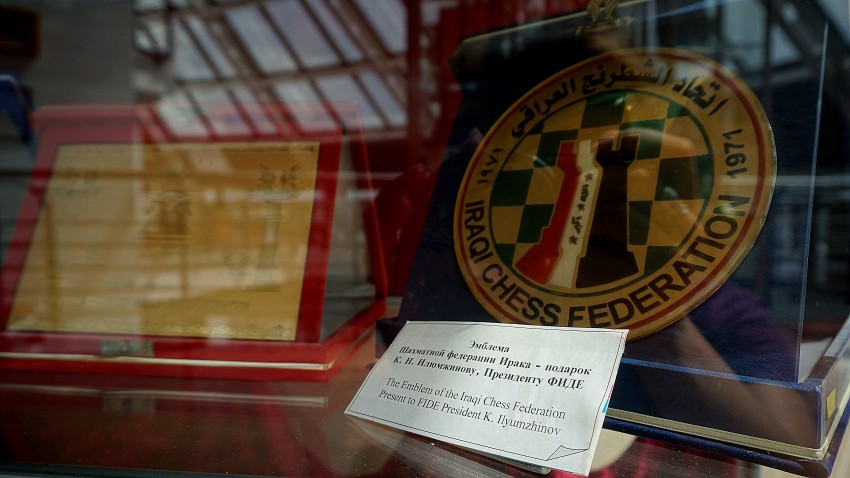 اتحاد الشطرنج العراقي
١٩٧١
1971
IRAQI CHESS FEDERATION
Эмблема
Шахматной федерации Ирака - подарок
К. Н. Илюмжинову, Президенту ФИДЕ
The Emblem of the Iraqi Chess Federation
Present to FIDE President K. Ilyumzhinov